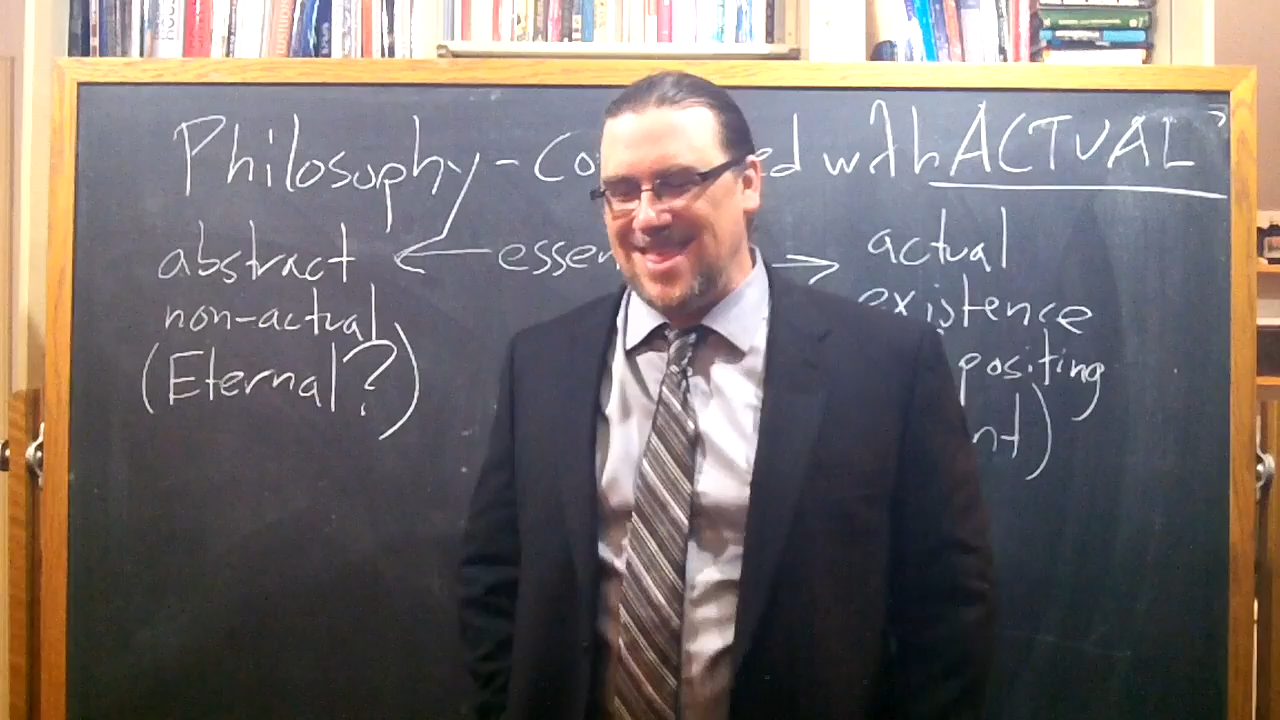 Philosophy - Co ed with ACTUAL
abstract ← essen → actual
non-actual existence
(Eternal?) positing
nt)